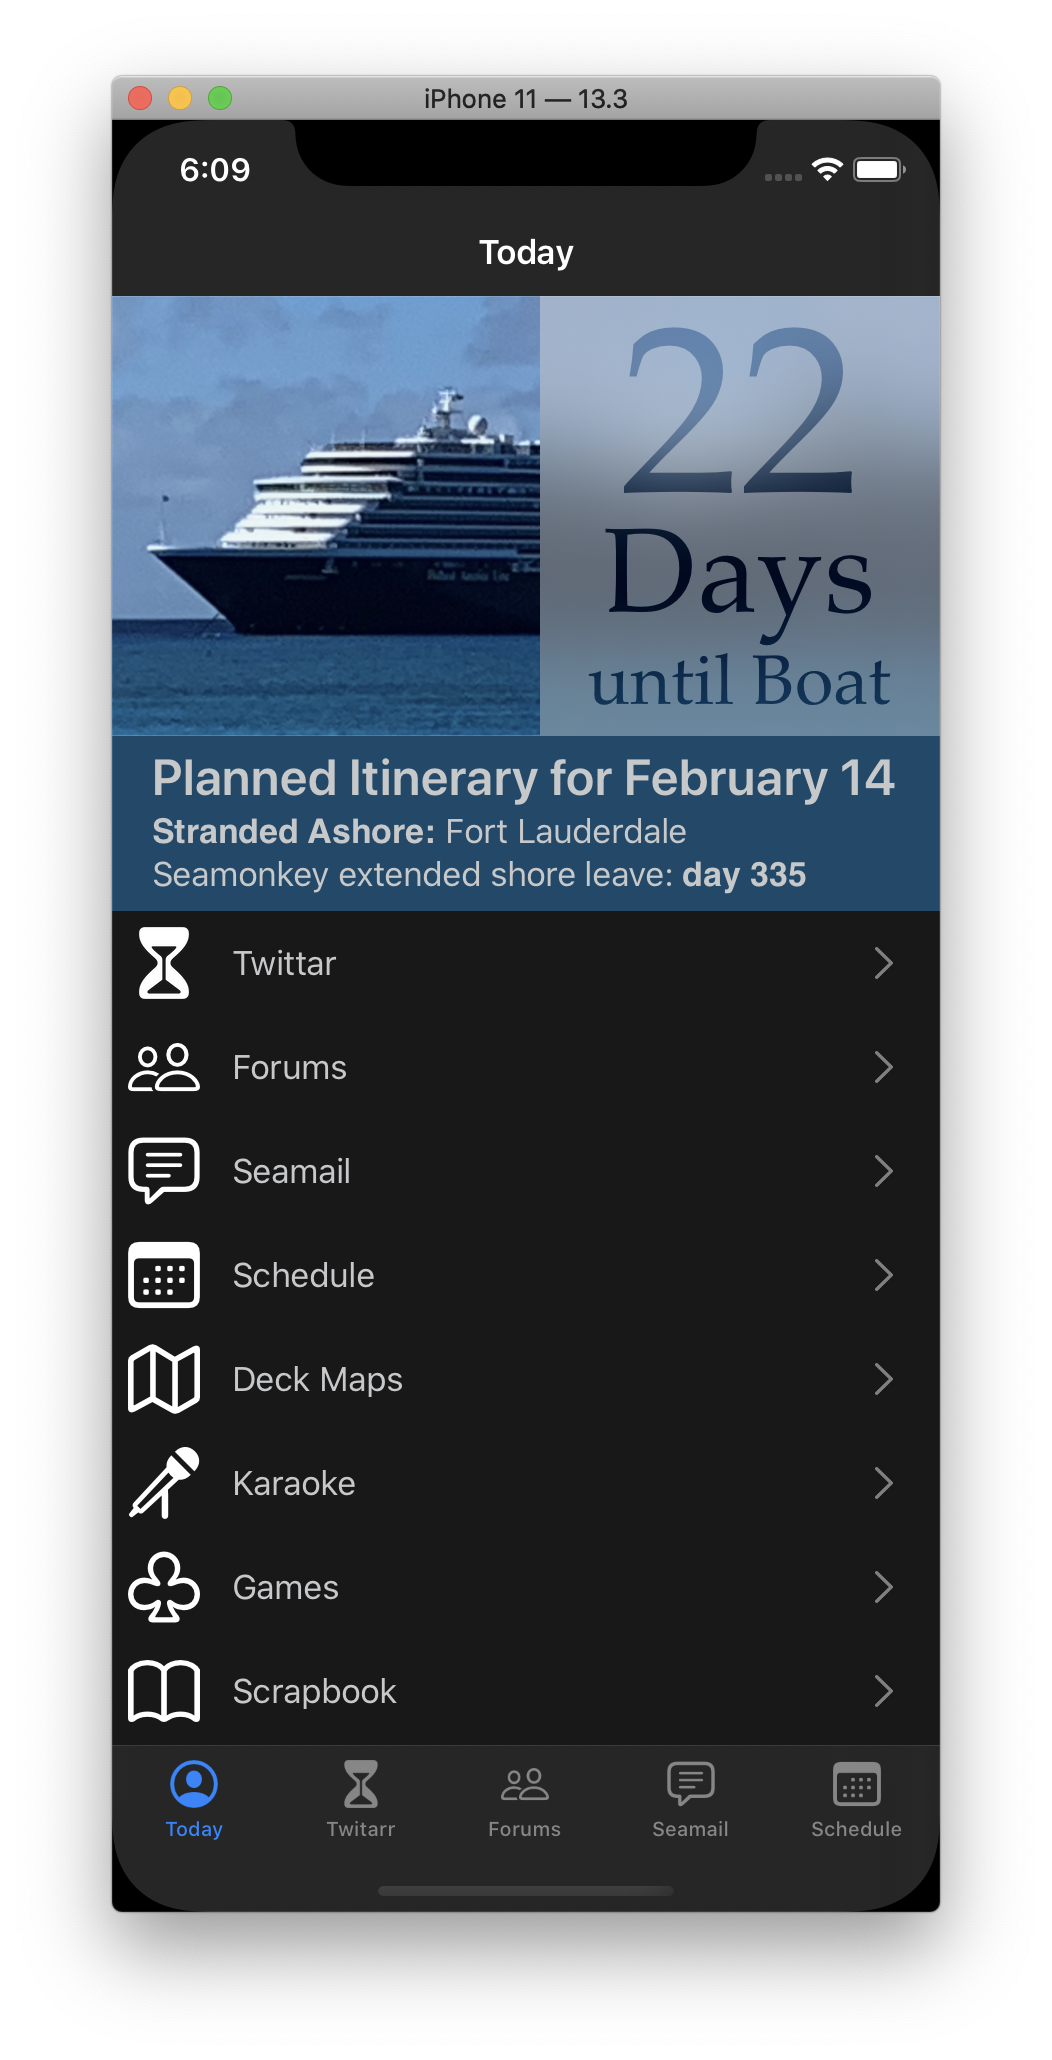 iPhone 11 — 13.3
6:09
Today
22
Days
until Boat
Planned Itinerary for February 14
Stranded Ashore: Fort Lauderdale
Seamonkey extended shore leave: day 335
Twittar
Forums
Seamail
Schedule
Deck Maps
Karaoke
Games
Scrapbook
Today
Twitarr
Forums
Seamail
Schedule